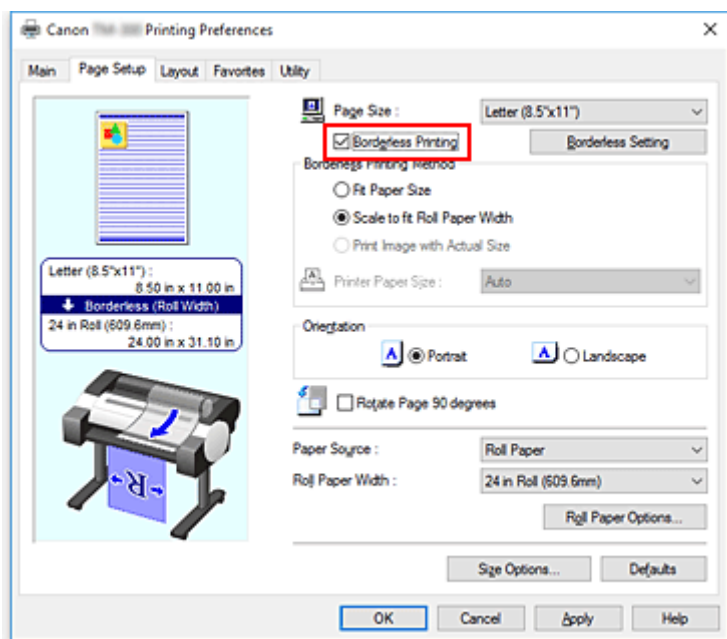 Canon Printing Preferences
Main Page Setup Layout Favorites Utility
Page Size : Letter (8.5"x11")
Borderless Printing Borderless Setting
Borderless Printing Method
Fit Paper Size
Scale to fit Roll Paper Width
Print Image with Actual Size
Printer Paper Size : Auto
Letter (8.5"x11") :
8.50 in x 11.00 in
Borderless (Roll Width)
24 in Roll (609.6mm) :
24.00 in x 31.10 in
Orientation
A Portrait A Landscape
Rotate Page 90 degrees
R
Paper Source : Roll Paper
Roll Paper Width : 24 in Roll (609.6mm)
Roll Paper Options...
Size Options... Defaults
OK Cancel Apply Help